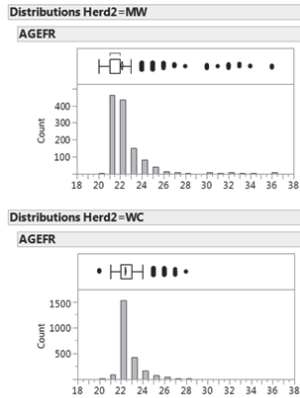 Distributions Herd2=MW
AGEFR
400
300
200
100
Count
18 20 22 24 26 28 30 32 34 36 38
Distributions Herd2=WC
AGEFR
1500
1000
500
Count
18 20 22 24 26 28 30 32 34 36 38